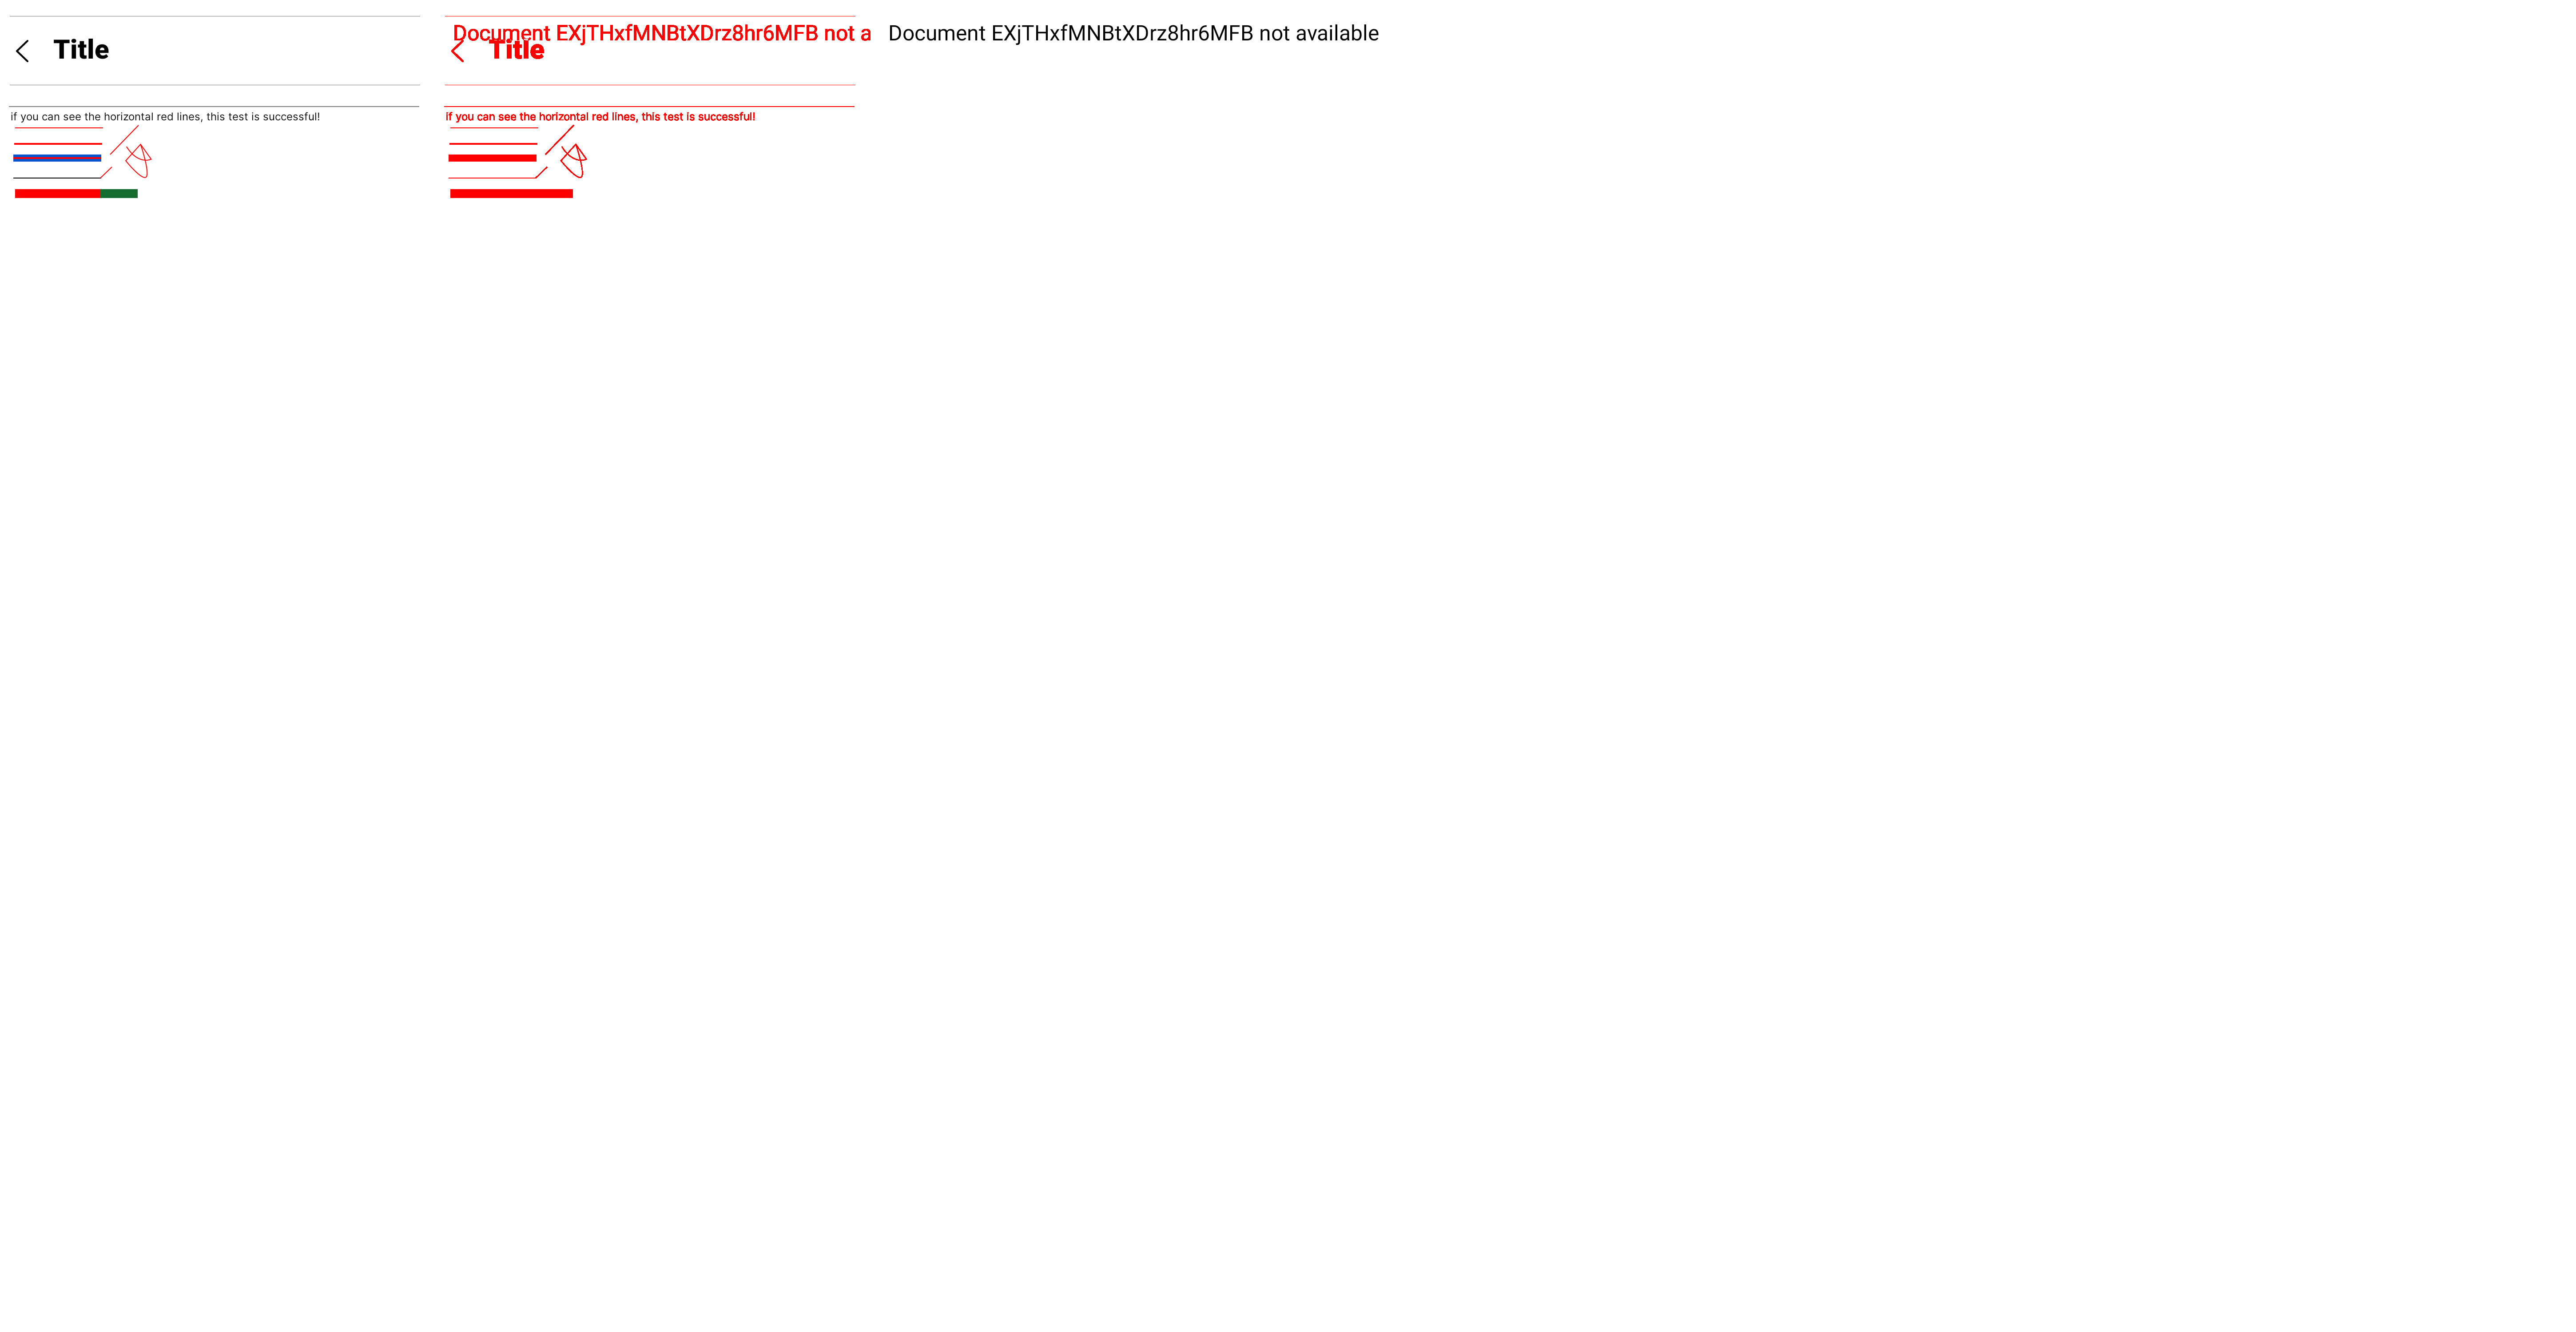 Title
if you can see the horizontal red lines, this test is successful!
Document EXjTHxfMNBtXDrz8hr6MFB not a
Title
if you can see the horizontal red lines, this test is successful!
Document EXjTHxfMNBtXDrz8hr6MFB not available